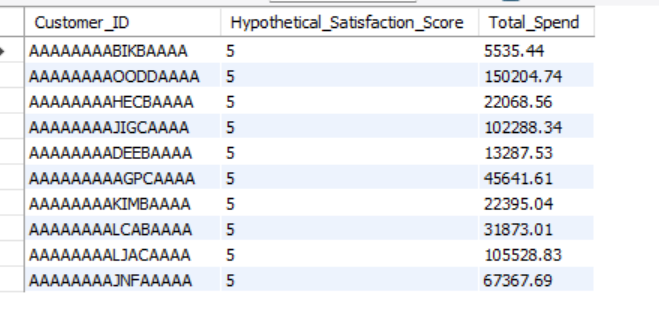 Customer_ID Hypothetical_Satisfaction_Score Total_Spend
AAAAAAAABIKBAAAA 5 5535.44
AAAAAAAAOODDAAAA 5 150204.74
AAAAAAAAHECBAAAA 5 22068.56
AAAAAAAAJIGCAAAA 5 102288.34
AAAAAAAADEEBAAAA 5 13287.53
AAAAAAAAAGPCAAAA 5 45641.61
AAAAAAAAKIMBAAAA 5 22395.04
AAAAAAAALCABAAAA 5 31873.01
AAAAAAAALJACAAAA 5 105528.83
AAAAAAAAJNFAAAAA 5 67367.69